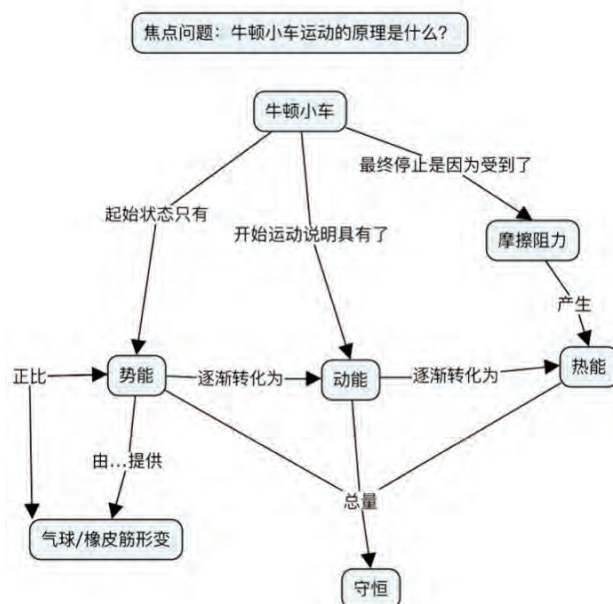 焦点问题：牛顿小车运动的原理是什么？
牛顿小车
最终停止是因为受到了
起始状态只有
开始运动说明具有了
摩擦阻力
产生
正比
势能
逐渐转化为
动能
逐渐转化为
热能
由…提供
总量
气球/橡皮筋形变
守恒